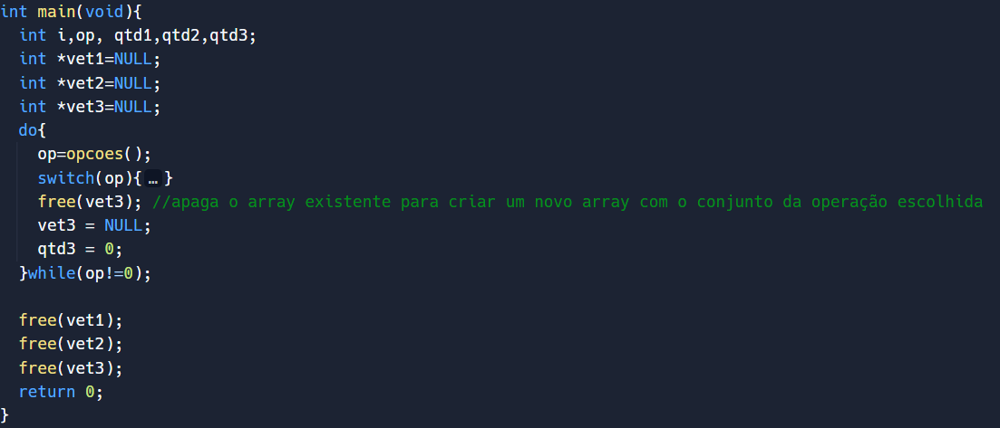 int main(void){
int i,op, qtd1,qtd2,qtd3;
int *vet1=NULL;
int *vet2=NULL;
int *vet3=NULL;
do{
op=opcoes();
switch(op){…}
free(vet3); //apaga o array existente para criar um novo array com o conjunto da operação escolhida
vet3 = NULL;
qtd3 = 0;
}while(op!=0);
free(vet1);
free(vet2);
free(vet3);
return 0;
}